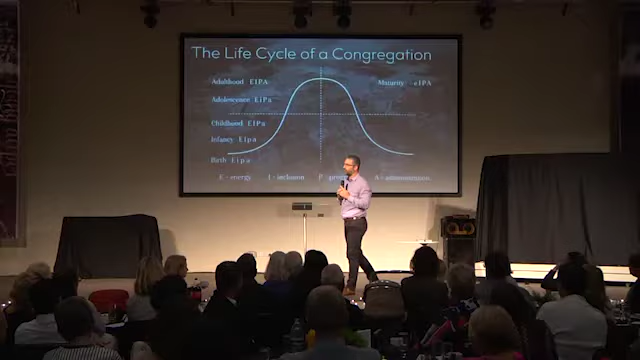 The Life Cycle of a Congregation
Adulthood EIPA
Maturity eIPA
Adolescence EiPa
Childhood EiPa
Infancy Eipa
Birth Eipa
E - energy I - inclusion P - A - administration